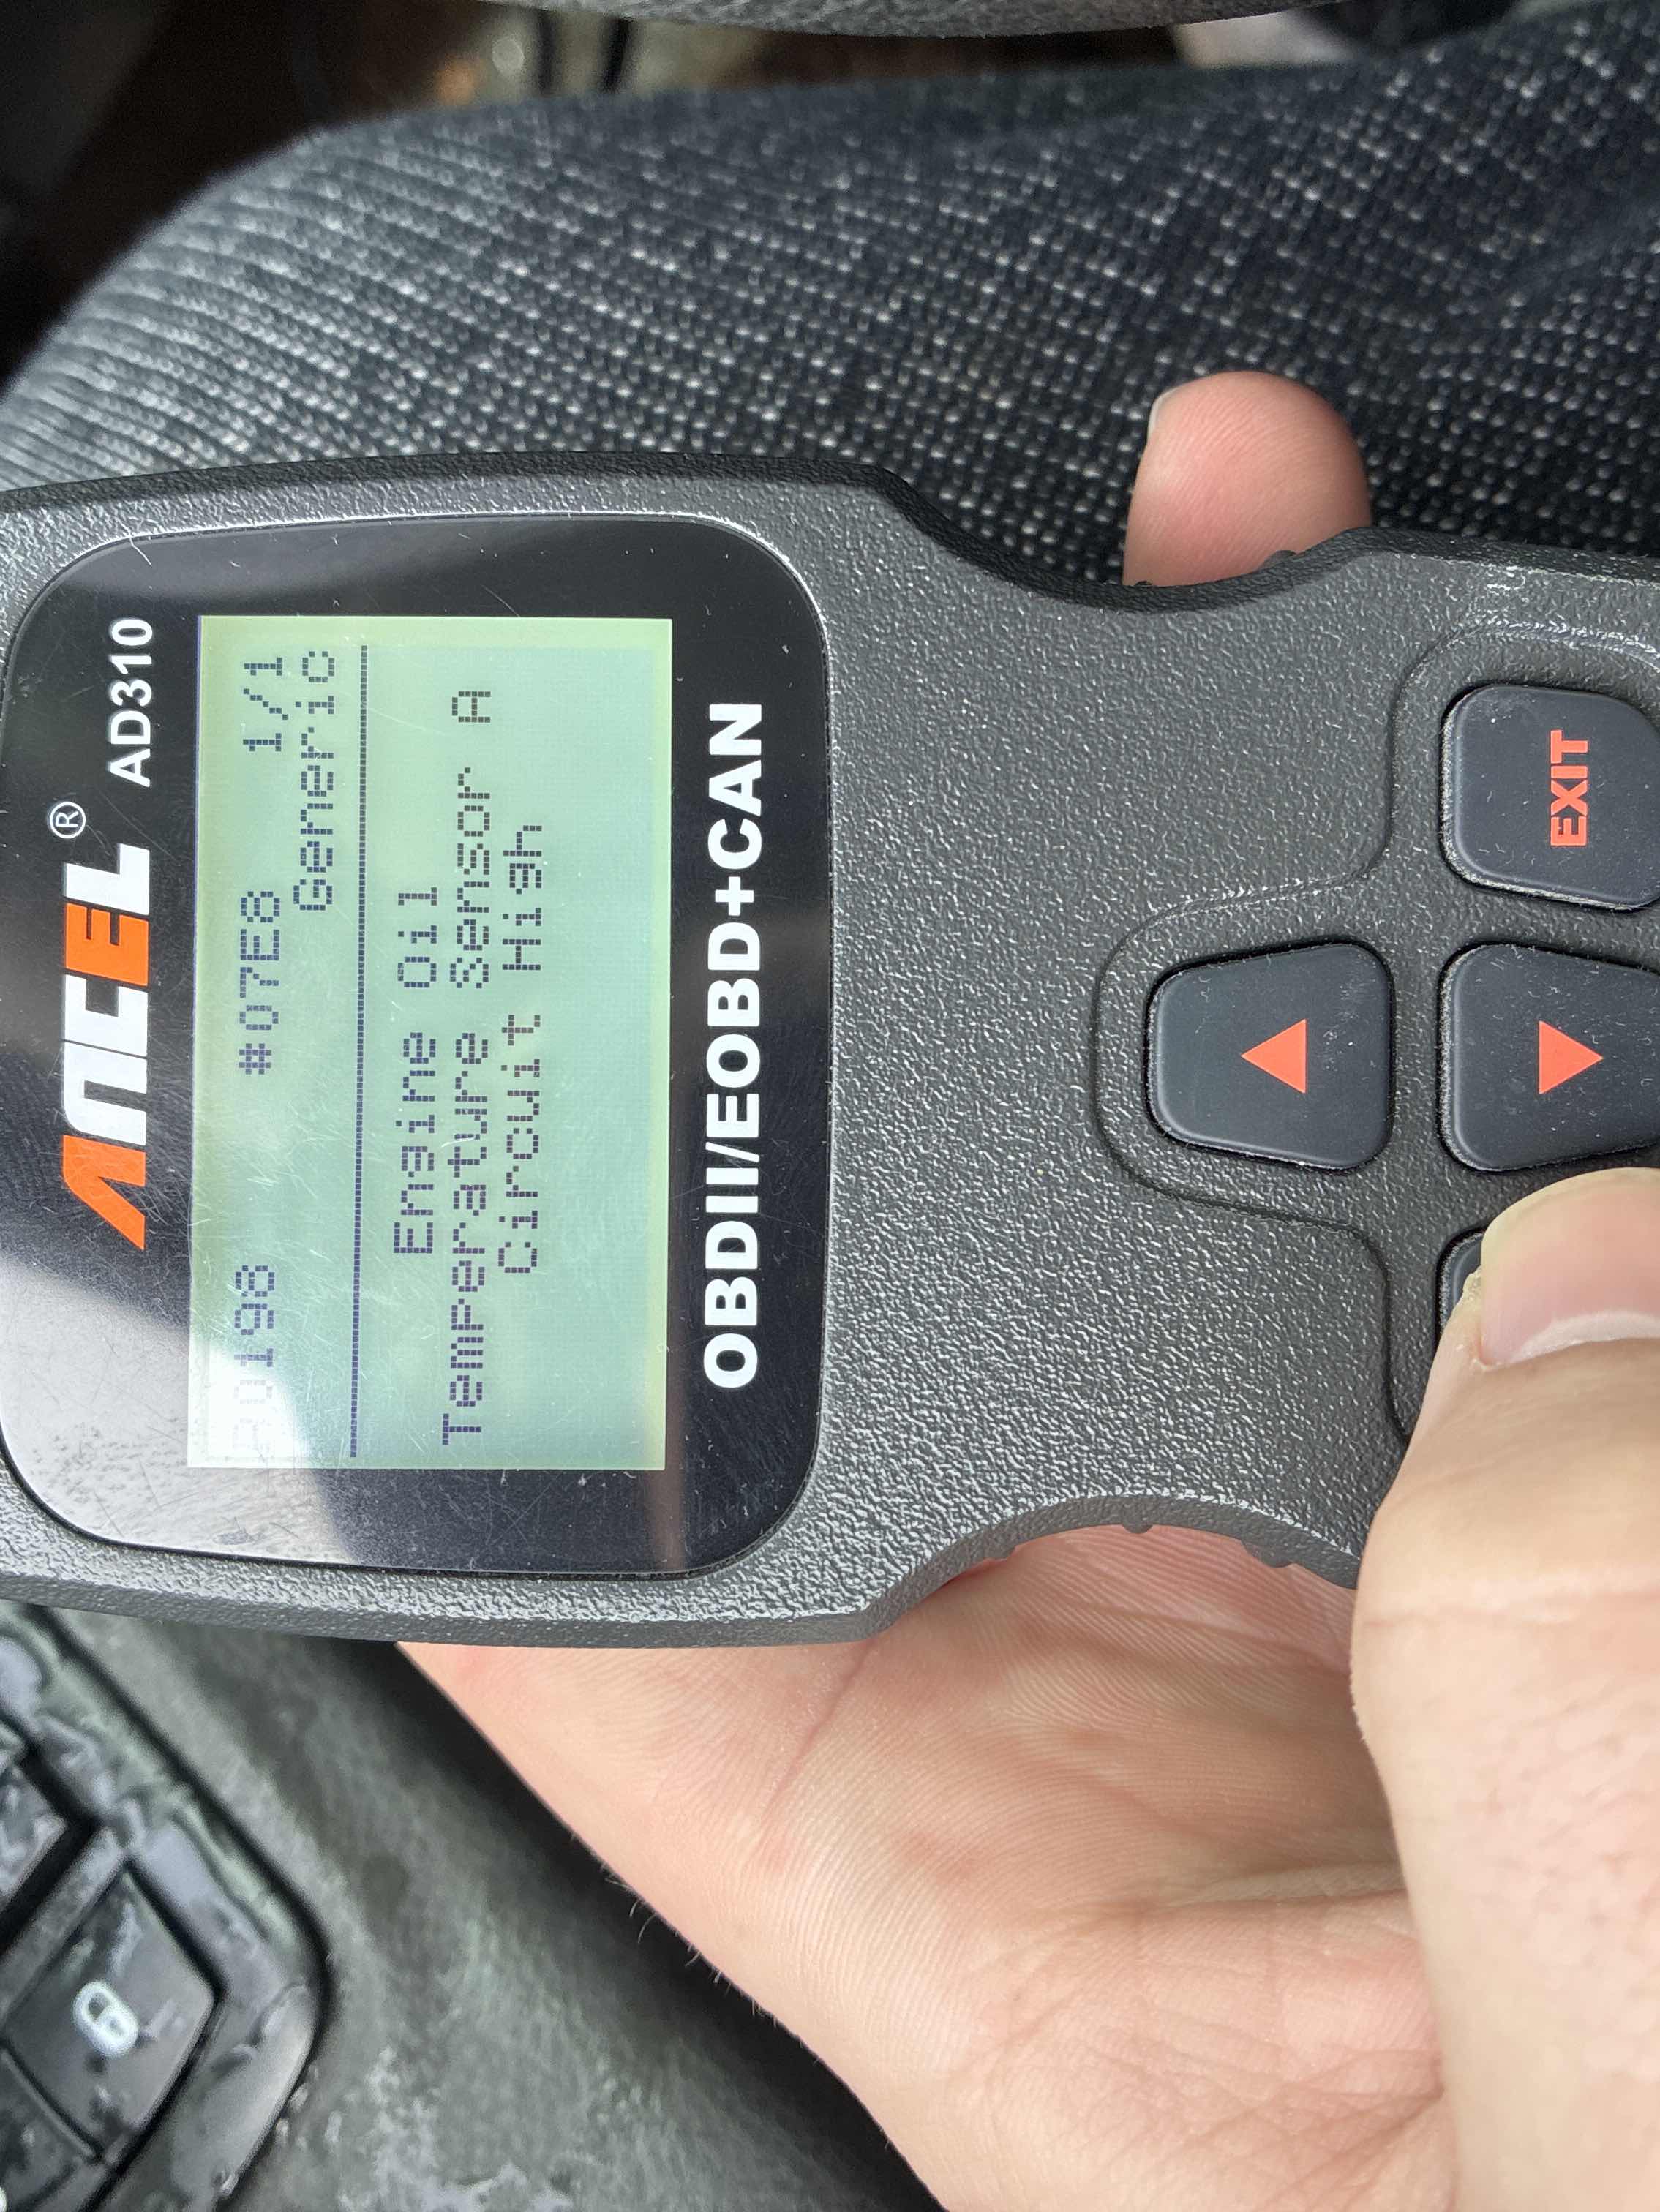 ANCEL® AD310
P0198 #07E8 1/1
Generic
Engine Oil
Temperature Sensor A
Circuit High
OBDII/EOBD+CAN
EXIT